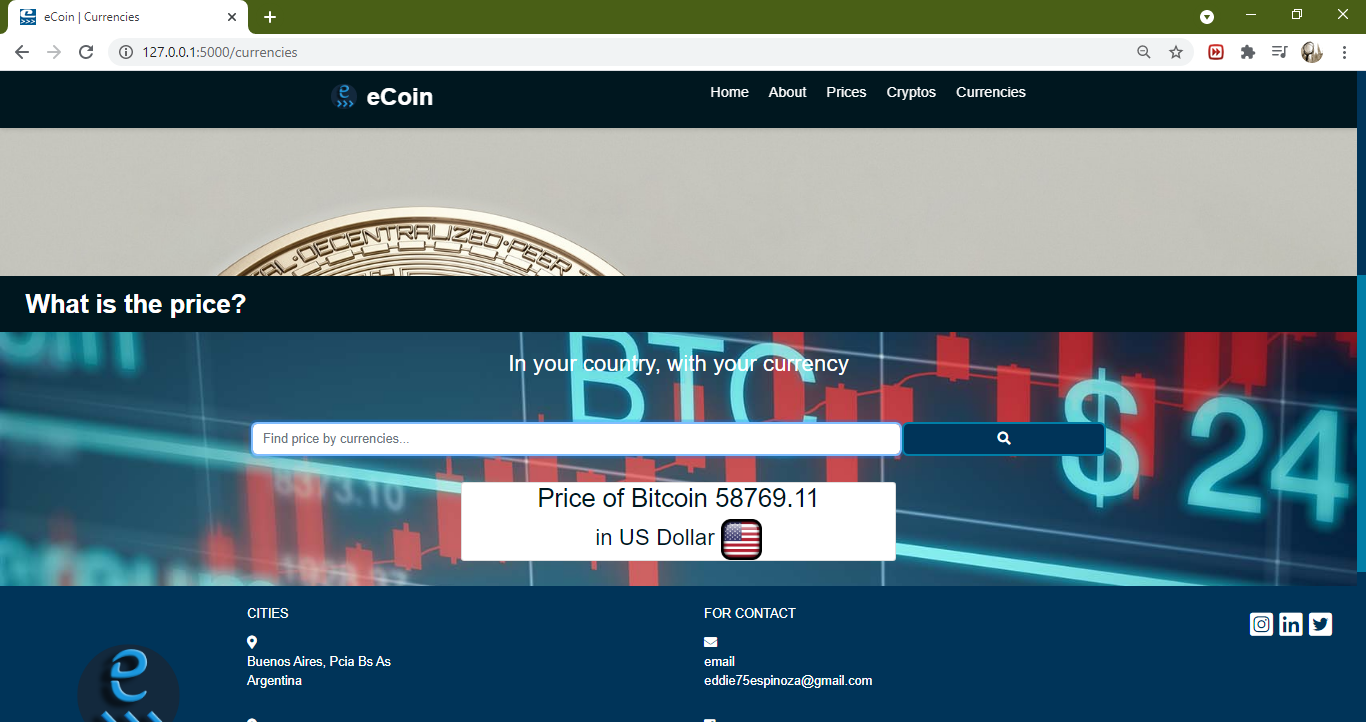 eCoin | Currencies
127.0.0.1:5000/currencies
eCoin
Home About Prices Cryptos Currencies
DECENTRALIZED · PEER
What is the price?
BTC
In your country, with your currency
$ 24
Find price by currencies...
8373.10
Price of Bitcoin 58769.11
in US Dollar
CITIES
FOR CONTACT
Buenos Aires, Pcia Bs As
Argentina
email
eddie75espinoza@gmail.com